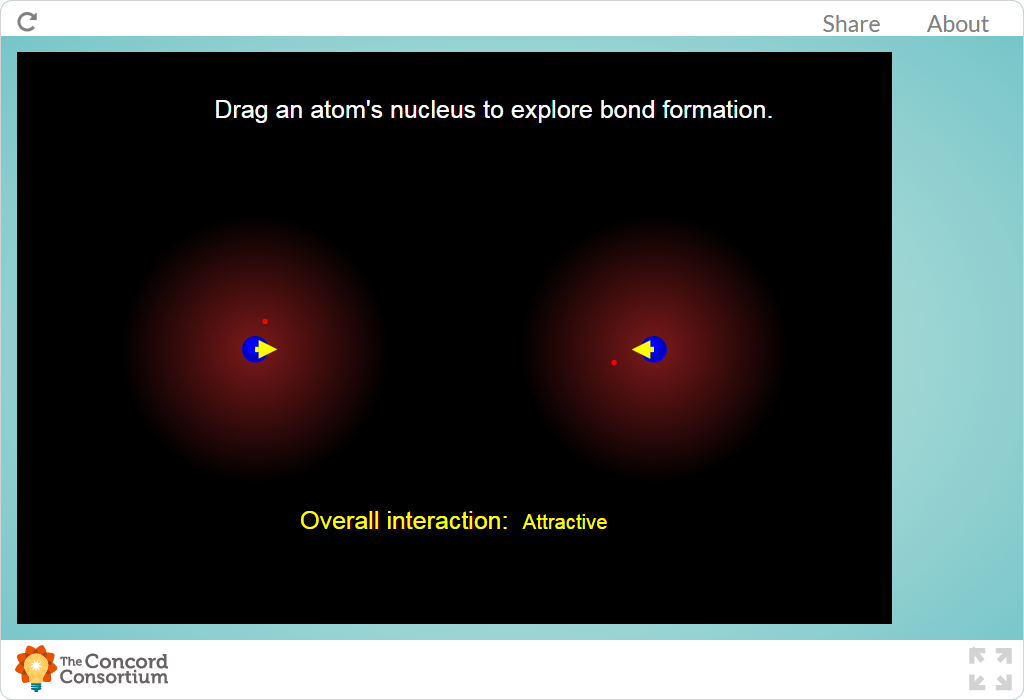 Share About
Drag an atom's nucleus to explore bond formation.
Overall interaction: Attractive
The Concord
Consortium